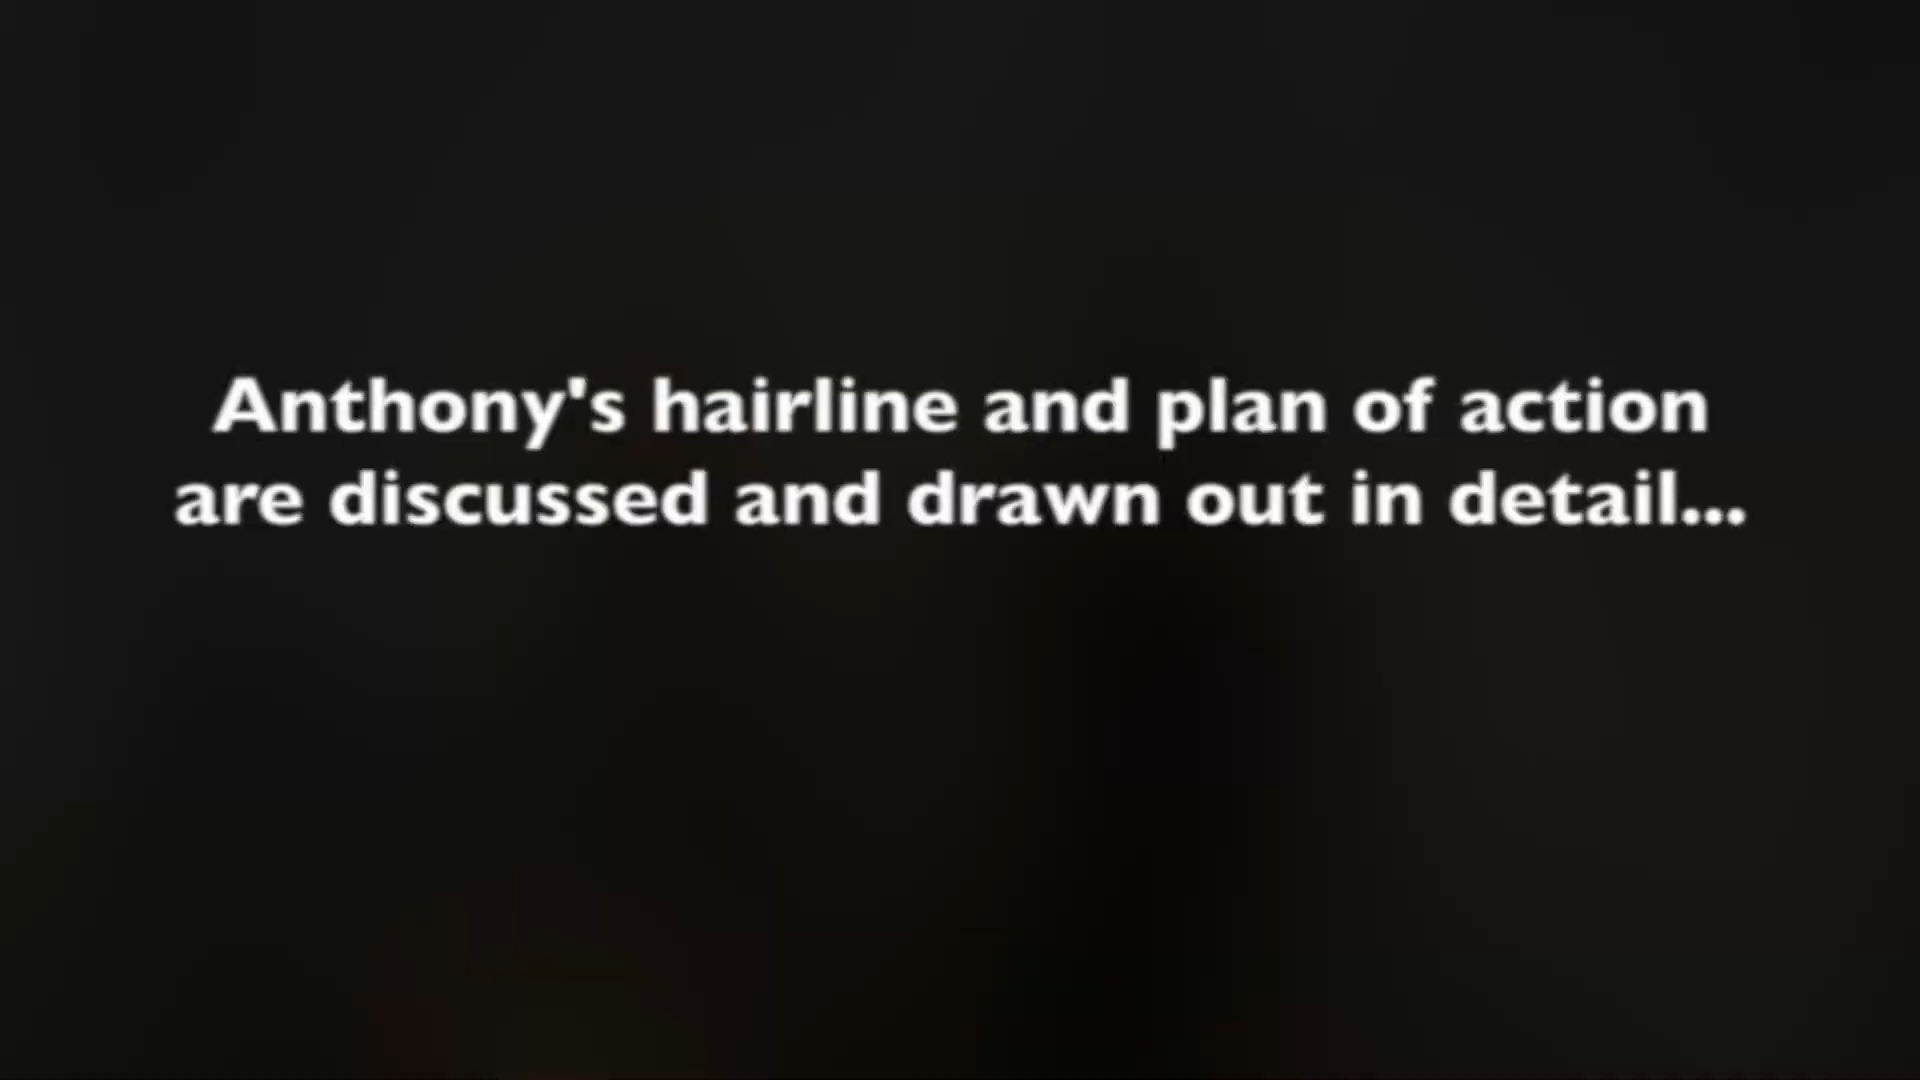 Anthony's hairline and plan of action
are discussed and drawn out in detail...